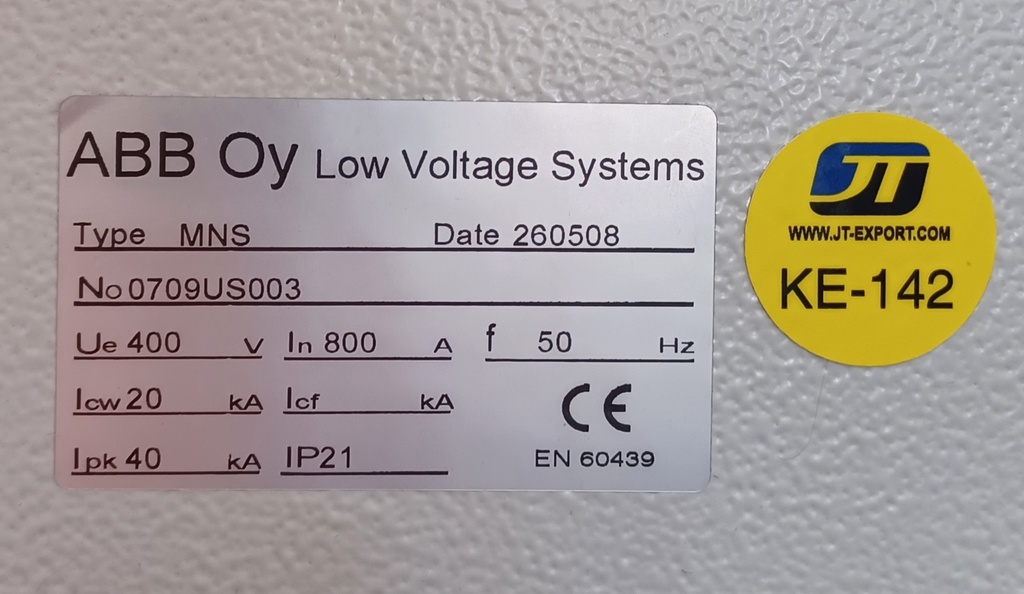 ABB Oy Low Voltage Systems
Type MNS Date 260508
No 0709US003
Ue 400 V In 800 A f 50 Hz
Icw 20 kA Icf kA CE
Ipk 40 kA IP21 EN 60439
JT
WWW.JT-EXPORT.COM
KE-142